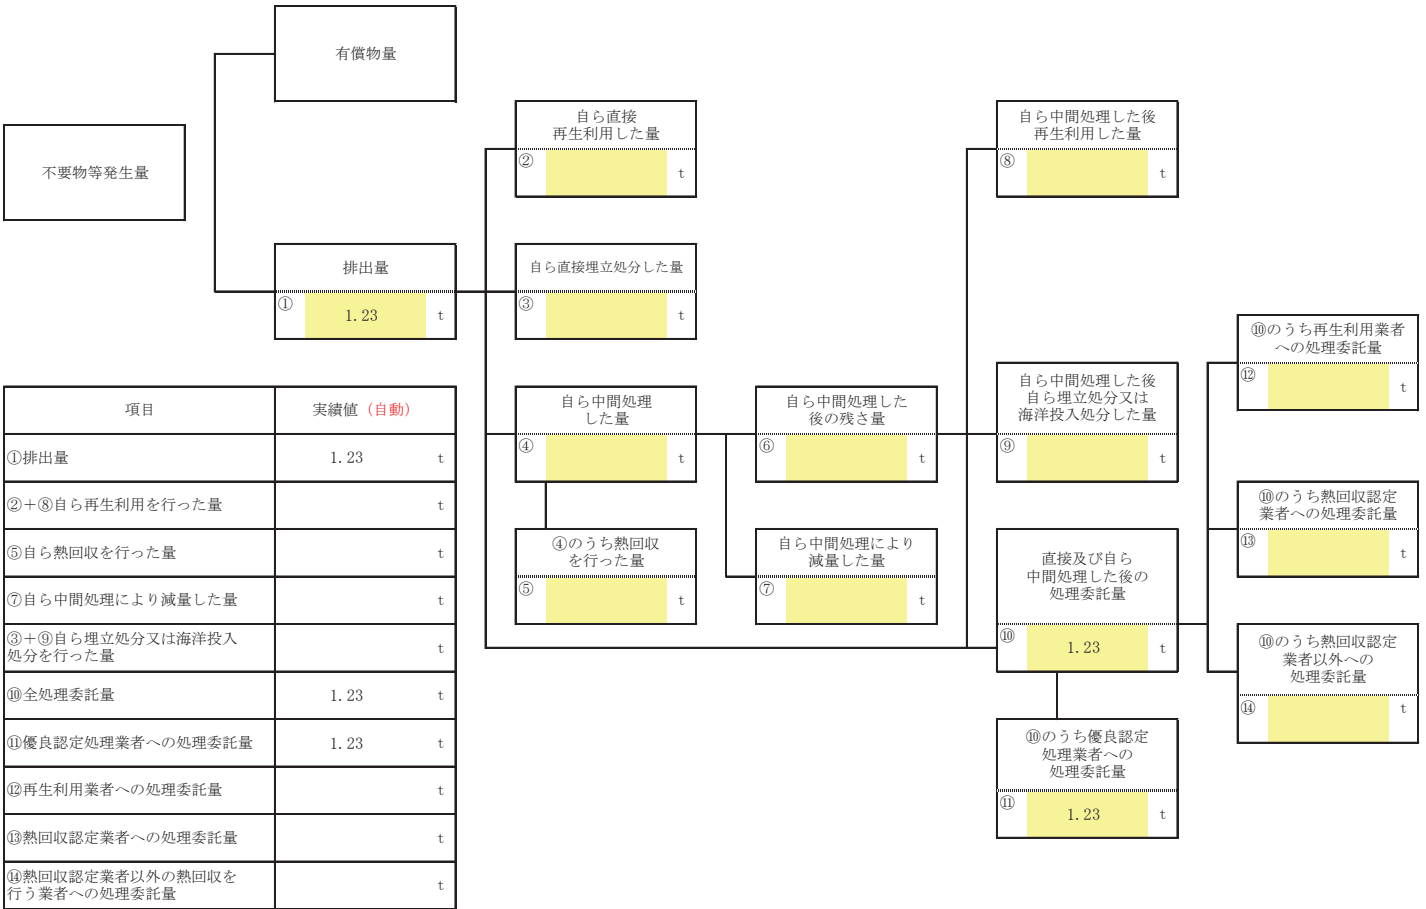 有償物量
不要物等発生量
排出量
① 1.23 t
自ら直接
再生利用した量
② t
自ら直接埋立処分した量
③ t
自ら中間処理
した量
④ t
④のうち熱回収
を行った量
⑤ t
自ら中間処理した
後の残さ量
⑥ t
自ら中間処理により
減量した量
⑦ t
自ら中間処理した後
再生利用した量
⑧ t
自ら中間処理した後
自ら埋立処分又は
海洋投入処分した量
⑨ t
直接及び自ら
中間処理した後の
処理委託量
⑩ 1.23 t
⑩のうち優良認定
処理業者への
処理委託量
⑪ 1.23 t
⑩のうち再生利用業者
への処理委託量
⑫ t
⑩のうち熱回収認定
業者への処理委託量
⑬ t
⑩のうち熱回収認定
業者以外への
処理委託量
⑭ t
項目 実績値（自動）
①排出量 1.23 t
②＋⑧自ら再生利用を行った量 t
⑤自ら熱回収を行った量 t
⑦自ら中間処理により減量した量 t
③＋⑨自ら埋立処分又は海洋投入
処分を行った量 t
⑩全処理委託量 1.23 t
⑪優良認定処理業者への処理委託量 1.23 t
⑫再生利用業者への処理委託量 t
⑬熱回収認定業者への処理委託量 t
⑭熱回収認定業者以外の熱回収を
行う業者への処理委託量 t